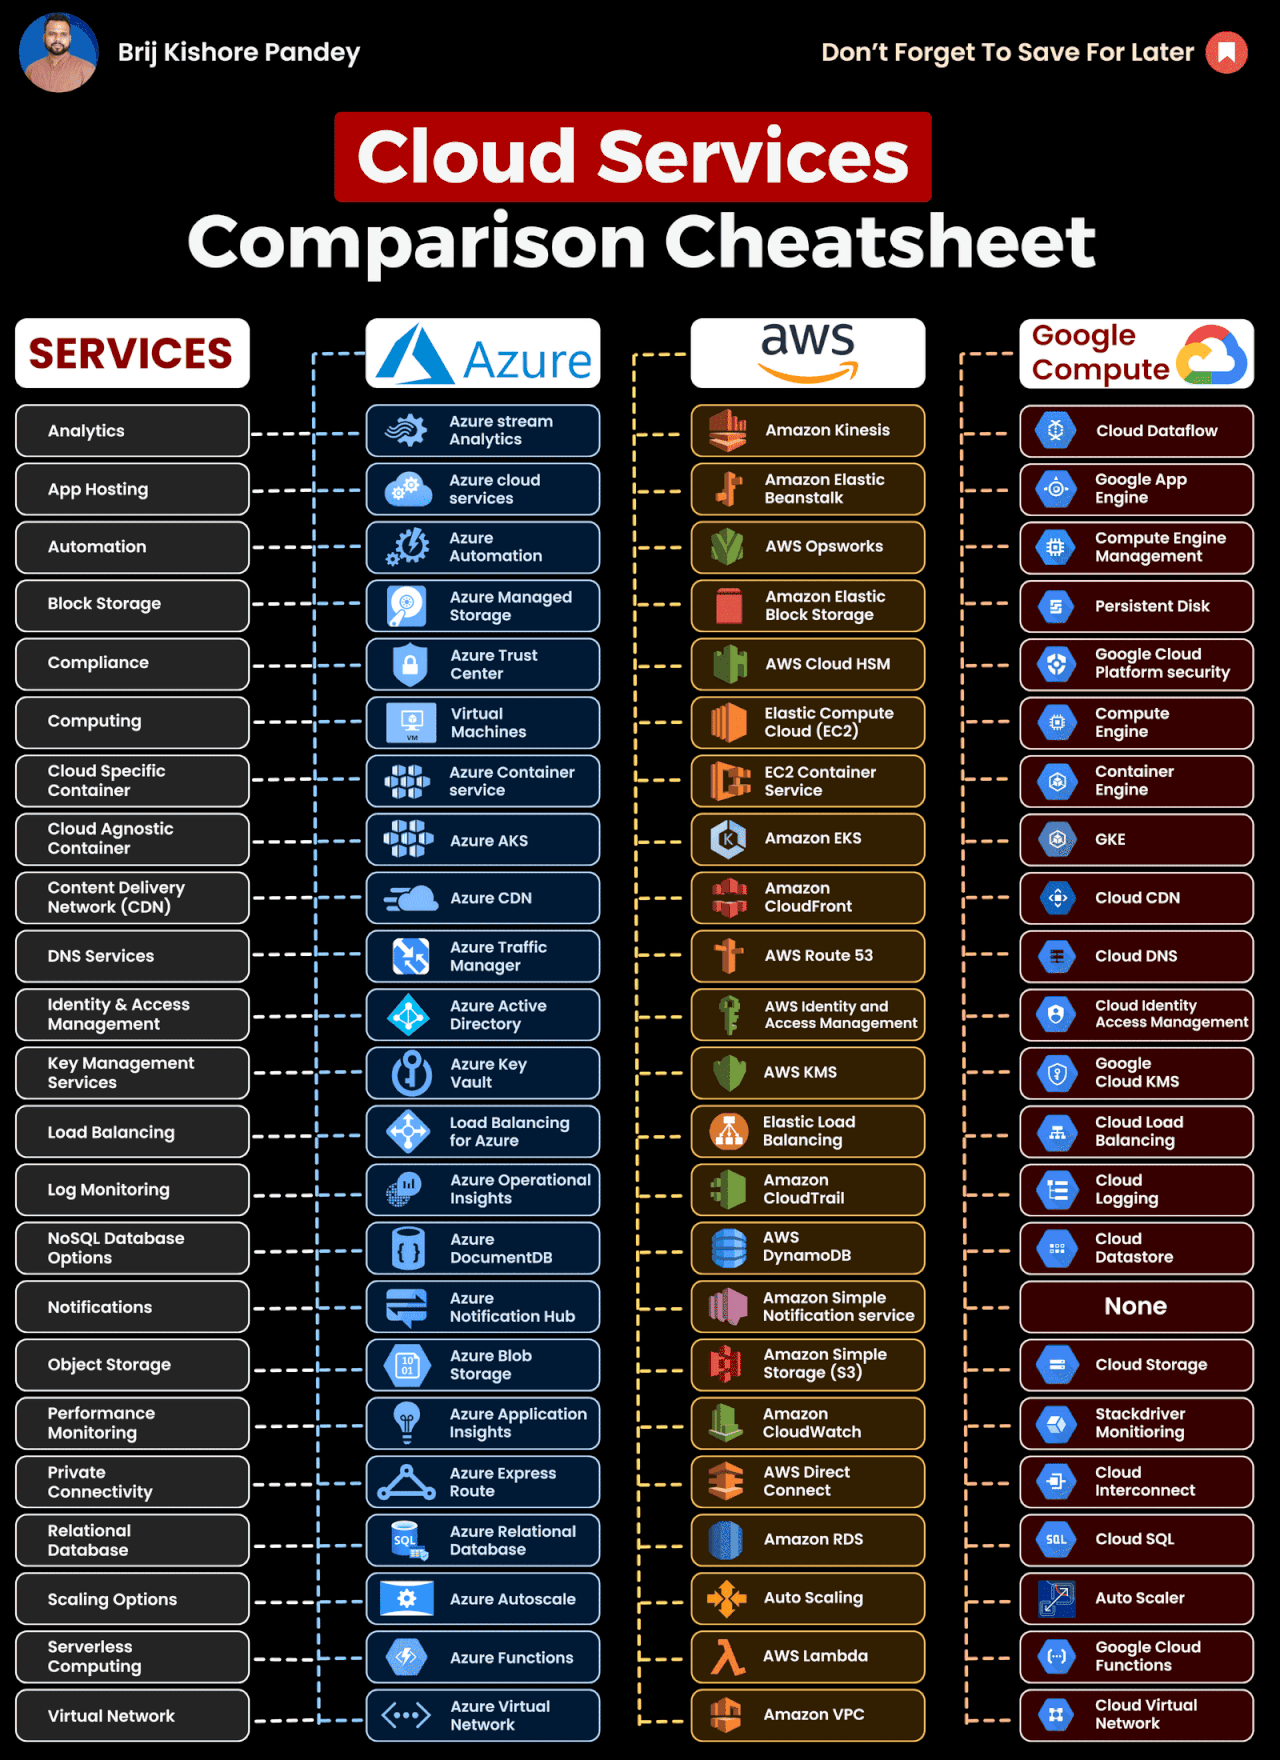 Brij Kishore Pandey
Don't Forget To Save For Later
Cloud Services
Comparison Cheatsheet
SERVICES
Azure
aws
Google
Compute
Analytics
Azure stream
Analytics
Amazon Kinesis
Cloud Dataflow
App Hosting
Azure cloud
services
Amazon Elastic
Beanstalk
Google App
Engine
Automation
Azure
Automation
AWS Opsworks
Compute Engine
Management
Block Storage
Azure Managed
Storage
Amazon Elastic
Block Storage
Persistent Disk
Compliance
Azure Trust
Center
AWS Cloud HSM
Google Cloud
Platform security
Computing
VM
Virtual
Machines
Elastic Compute
Cloud (EC2)
Compute
Engine
Cloud Specific
Container
Azure Container
service
EC2 Container
Service
Container
Engine
Cloud Agnostic
Container
Azure AKS
K
Amazon EKS
GKE
Content Delivery
Network (CDN)
Azure CDN
Amazon
CloudFront
Cloud CDN
DNS Services
Azure Traffic
Manager
AWS Route 53
Cloud DNS
Identity & Access
Management
Azure Active
Directory
AWS Identity and
Access Management
Cloud Identity
Access Management
Key Management
Services
Azure Key
Vault
AWS KMS
Google
Cloud KMS
Load Balancing
Load Balancing
for Azure
Elastic Load
Balancing
Cloud Load
Balancing
Log Monitoring
Azure Operational
Insights
Amazon
CloudTrail
Cloud
Logging
NoSQL Database
Options
Azure
DocumentDB
AWS
DynamoDB
Cloud
Datastore
Notifications
Azure
Notification Hub
Amazon Simple
Notification service
None
Object Storage
10
01
Azure Blob
Storage
Amazon Simple
Storage (S3)
Cloud Storage
Performance
Monitoring
Azure Application
Insights
Amazon
CloudWatch
Stackdriver
Monitioring
Private
Connectivity
Azure Express
Route
AWS Direct
Connect
Cloud
Interconnect
Relational
Database
SQL
Azure Relational
Database
Amazon RDS
SQL
Cloud SQL
Scaling Options
Azure Autoscale
Auto Scaling
Auto Scaler
Serverless
Computing
Azure Functions
AWS Lambda
Google Cloud
Functions
Virtual Network
Azure Virtual
Network
Amazon VPC
Cloud Virtual
Network